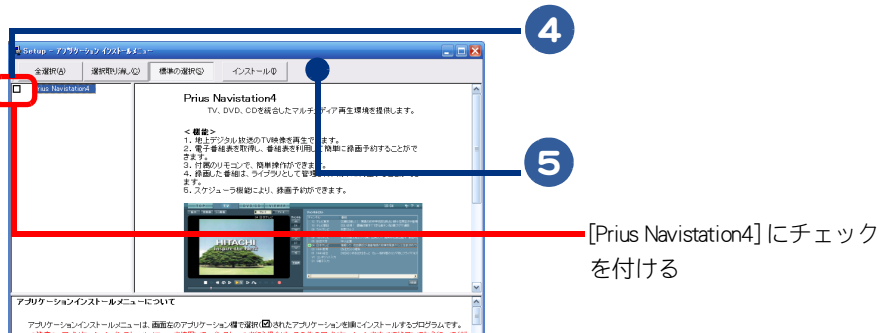 4
Setup - アプリケーション インストールメニュー
全選択(A)
選択取り消し(C)
標準の選択(S)
インストール(I)
Prius Navistation4
Prius Navistation4
TV、DVD、CDを統合したマルチメディア再生環境を提供します。
< 機能 >
1. 地上デジタル放送のTV映像を再生できます。
2. 電子番組表を取得し、番組表を利用して簡単に録画予約することがで
きます。
3. 付属のリモコンで、簡単操作ができます。
4. 録画した番組は、ライブラリとして管理
ます。
5. スケジューラ機能により、録画予約ができます。
5
HITACHI
[Prius Navistation4] にチェック
を付ける
アプリケーションインストールメニューについて
アプリケーションインストールメニューは、画面左のアプリケーション欄で選択(☑)されたアプリケーションを順にインストールするプログラムです。